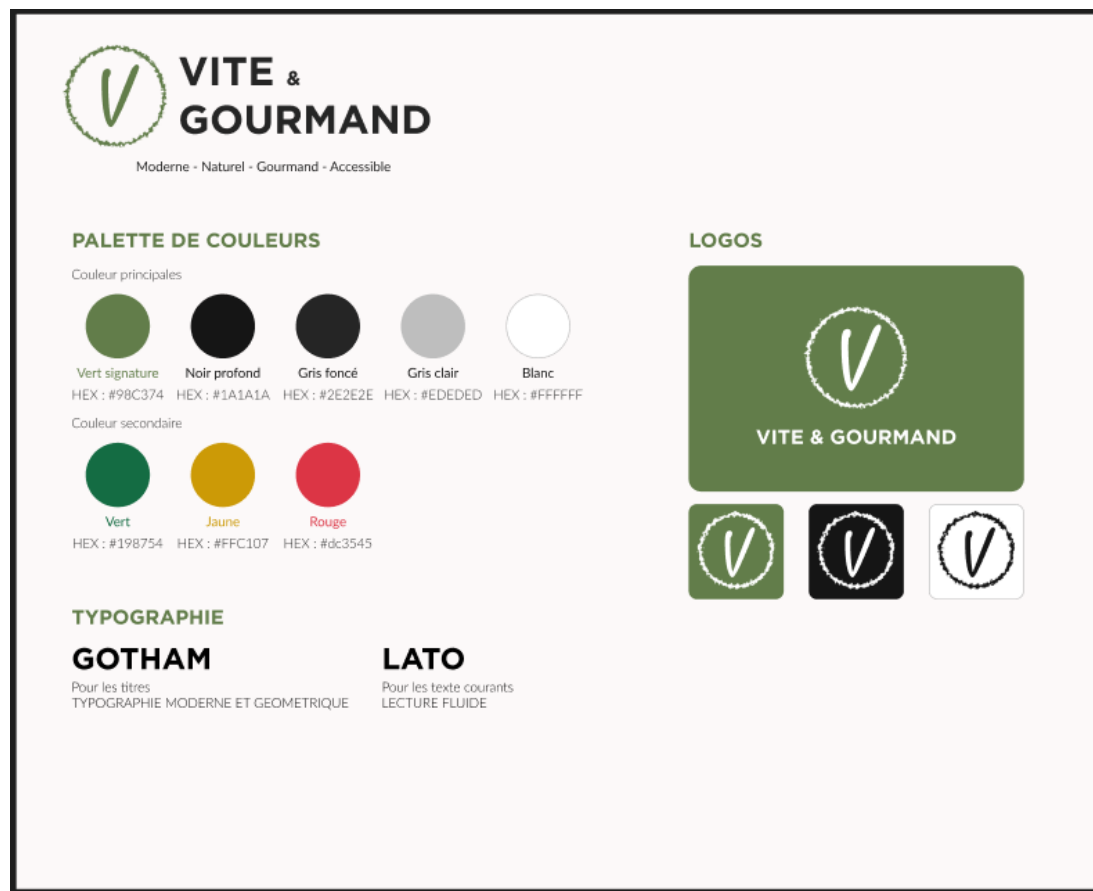 V
VITE &
GOURMAND
Moderne - Naturel - Gourmand - Accessible
PALETTE DE COULEURS
Couleur principales
Vert signature
HEX : #98C374
Noir profond
HEX : #1A1A1A
Gris foncé
HEX : #2E2E2E
Gris clair
HEX : #EDEDED
Blanc
HEX : #FFFFFF
Couleur secondaire
Vert
HEX : #198754
Jaune
HEX : #FFC107
Rouge
HEX : #dc3545
TYPOGRAPHIE
GOTHAM
Pour les titres
TYPOGRAPHIE MODERNE ET GEOMETRIQUE
LATO
Pour les texte courants
LECTURE FLUIDE
LOGOS
V
VITE & GOURMAND
V
V
V